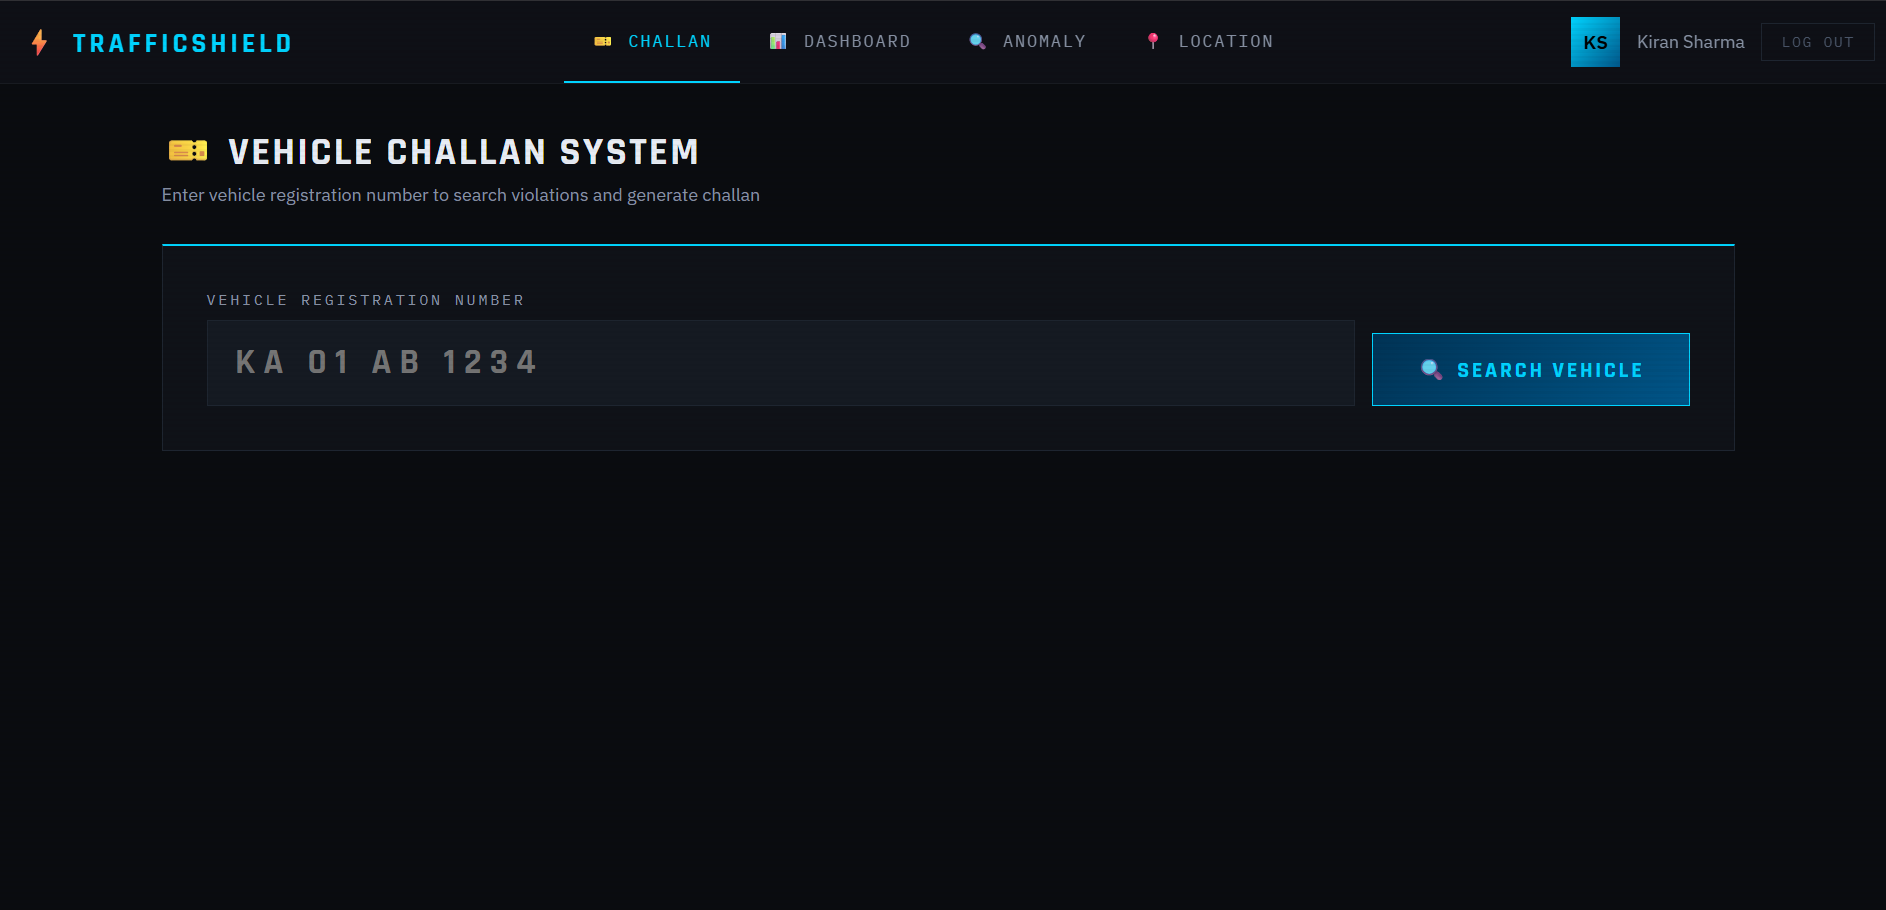 TRAFFICSHIELD
CHALLAN
DASHBOARD
ANOMALY
LOCATION
KS
Kiran Sharma
LOG OUT
VEHICLE CHALLAN SYSTEM
Enter vehicle registration number to search violations and generate challan
VEHICLE REGISTRATION NUMBER
KA 01 AB 1234
SEARCH VEHICLE